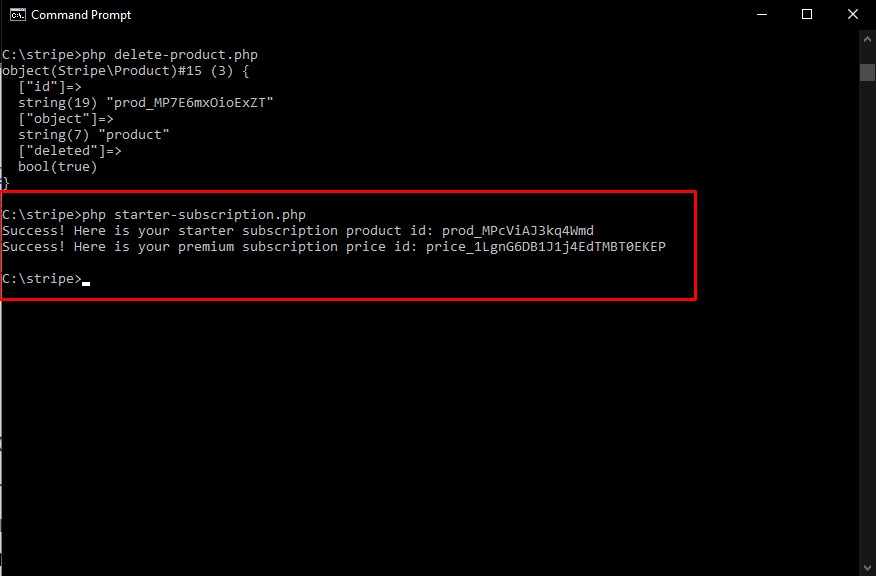 Command Prompt
C:\stripe>php delete-product.php
object(Stripe\Product)#15 (3) {
["id"]=>
string(19) "prod_MP7E6mxOioExZT"
["object"]=>
string(7) "product"
["deleted"]=>
bool(true)
}
C:\stripe>php starter-subscription.php
Success! Here is your starter subscription product id: prod_MPcViAJ3kq4Wmd
Success! Here is your premium subscription price id: price_1LgnG6DB1J1j4EdTMBT0EKEP
C:\stripe>